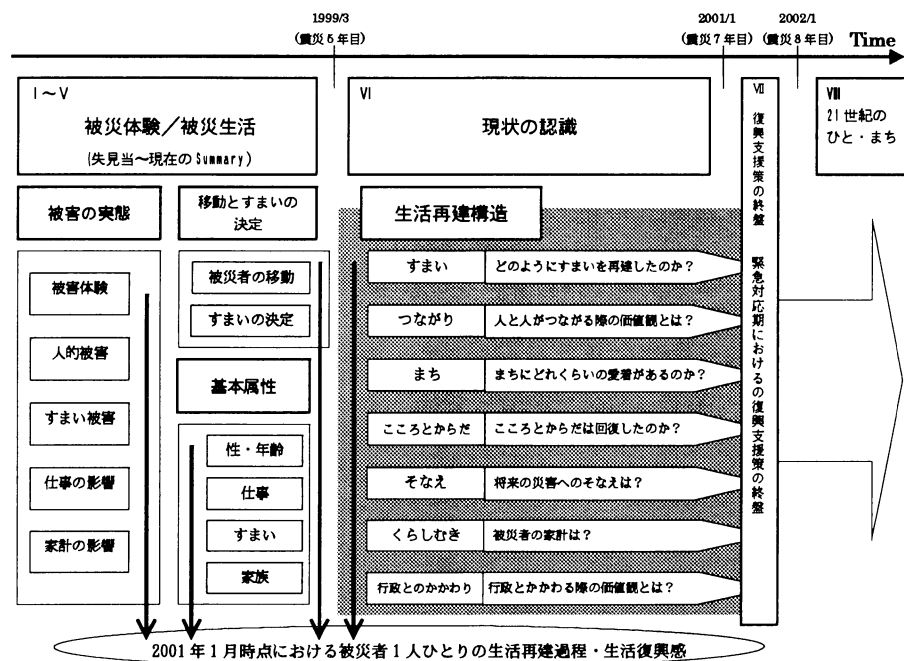 1999/3
(震災5年目)
2001/1
(震災7年目)
2002/1
(震災8年目)
Time
Ⅰ～Ⅴ
被災体験／被災生活
(失見当～現在のSummary)
Ⅵ
現状の認識
Ⅶ 復興支援策の終盤 緊急対応期におけるの復興支援策の終盤
Ⅷ
21世紀の
ひと・まち
被害の実態
被害体験
人的被害
すまい被害
仕事の影響
家計の影響
移動とすまいの
決定
被災者の移動
すまいの決定
基本属性
性・年齢
仕事
すまい
家族
生活再建構造
すまい どのようにすまいを再建したのか？
つながり 人と人がつながる際の価値観とは？
まち まちにどれくらいの愛着があるのか？
こころとからだ こころとからだは回復したのか？
そなえ 将来の災害へのそなえは？
くらしむき 被災者の家計は？
行政とのかかわり 行政とかかわる際の価値観とは？
2001年1月時点における被災者1人ひとりの生活再建過程・生活復興感